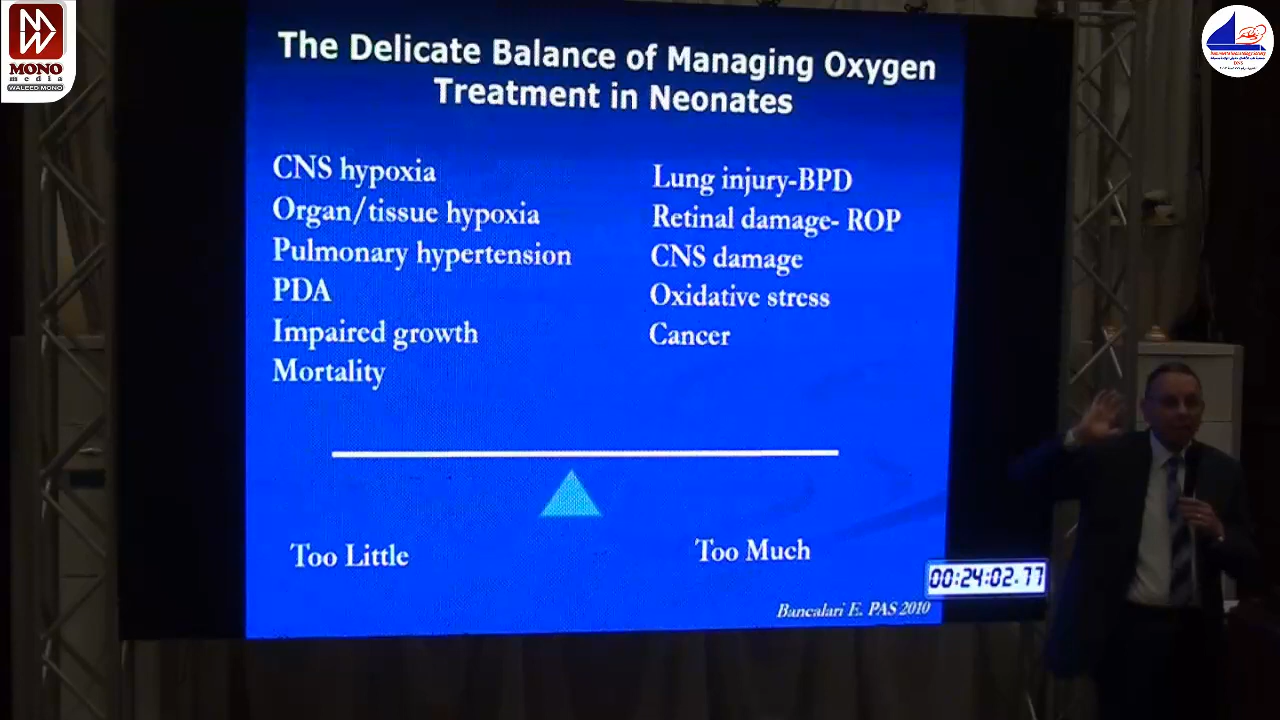 MONO
media
WALEED MONO
The Delicate Balance of Managing Oxygen
Treatment in Neonates
CNS hypoxia
Organ/tissue hypoxia
Pulmonary hypertension
PDA
Impaired growth
Mortality
Lung injury-BPD
Retinal damage- ROP
CNS damage
Oxidative stress
Cancer
Too Little
Too Much
00:24:02.77
Bancalari E. PAS 2010
DNS